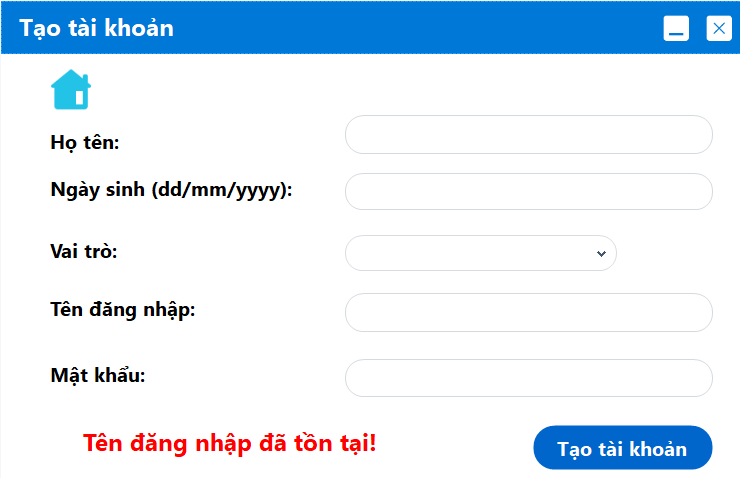 Tạo tài khoản
Họ tên:
Ngày sinh (dd/mm/yyyy):
Vai trò:
Tên đăng nhập:
Mật khẩu:
Tên đăng nhập đã tồn tại!
Tạo tài khoản